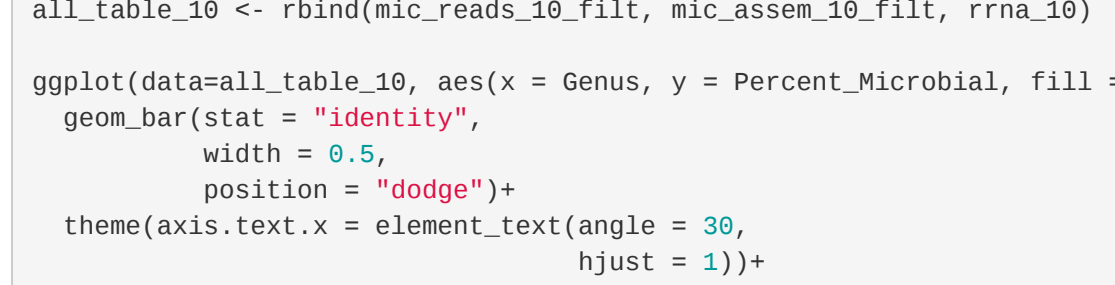 all_table_10 <- rbind(mic_reads_10_filt, mic_assem_10_filt, rrna_10)
ggplot(data=all_table_10, aes(x = Genus, y = Percent_Microbial, fill =
  geom_bar(stat = "identity",
           width = 0.5,
           position = "dodge")+
  theme(axis.text.x = element_text(angle = 30,
                                   hjust = 1))+